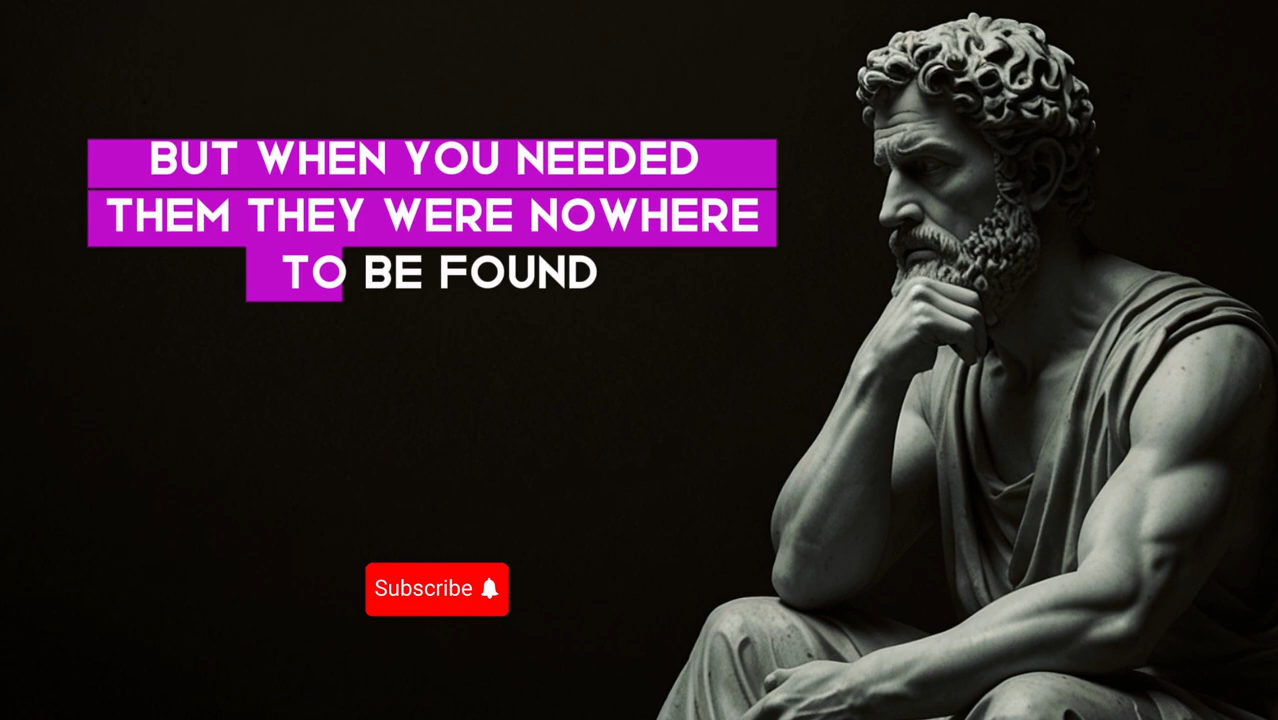 BUT WHEN YOU NEEDED
THEM THEY WERE NOWHERE
TO BE FOUND
Subscribe